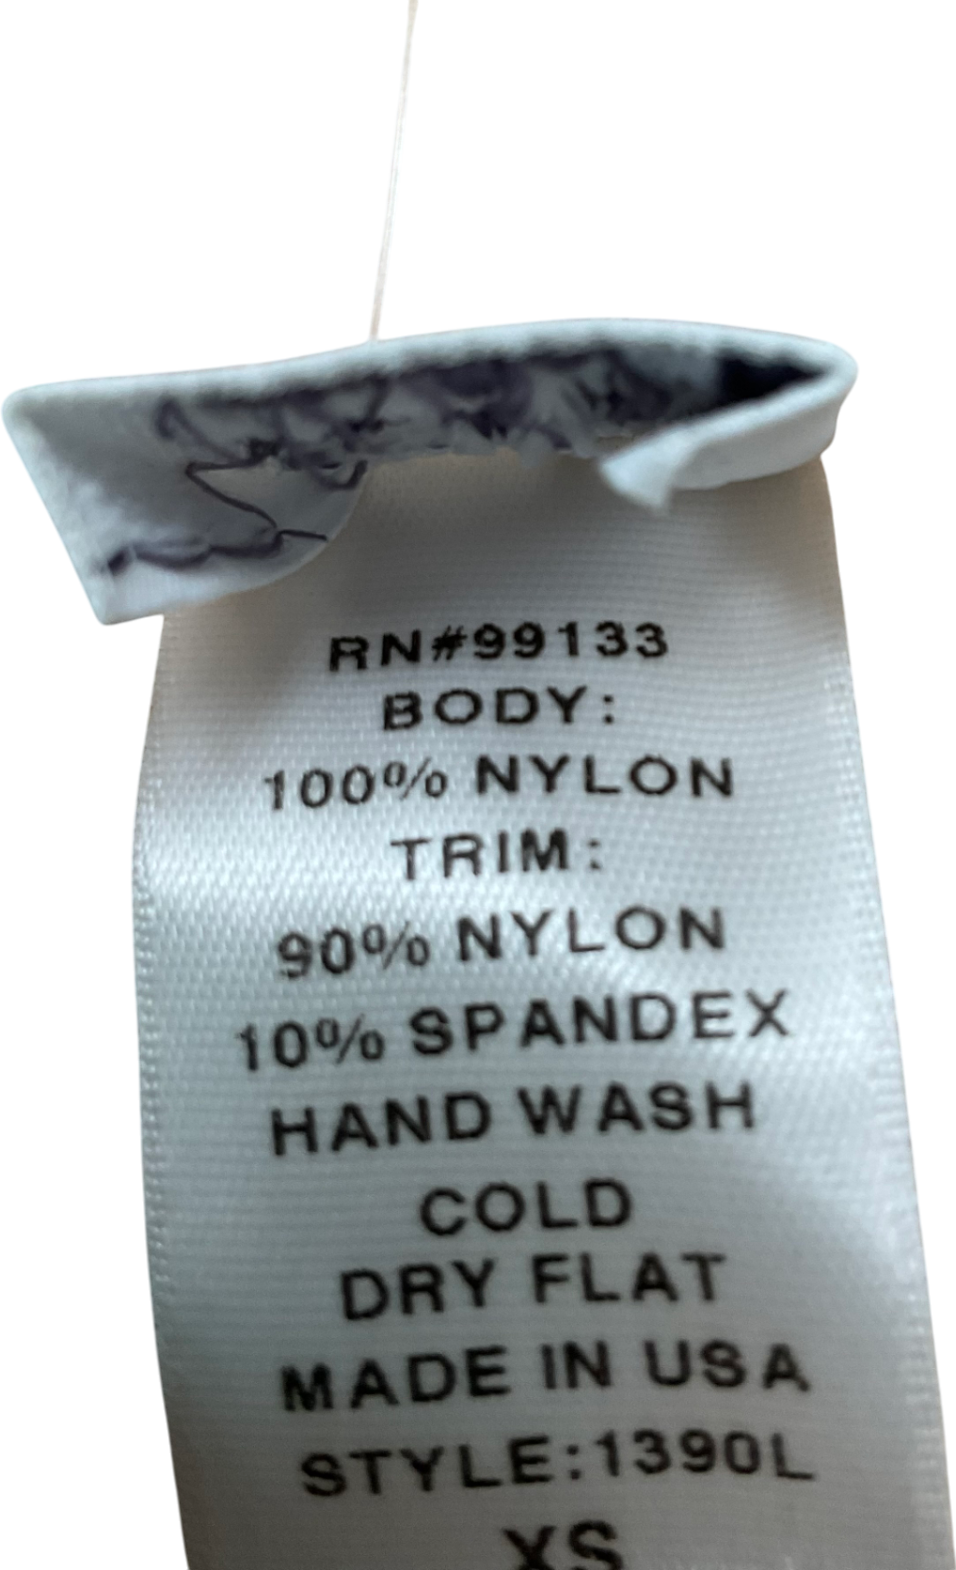 RN#99133
BODY:
100% NYLON
TRIM:
90% NYLON
10% SPANDEX
HAND WASH
COLD
DRY FLAT
MADE IN USA
STYLE:1390L
XS